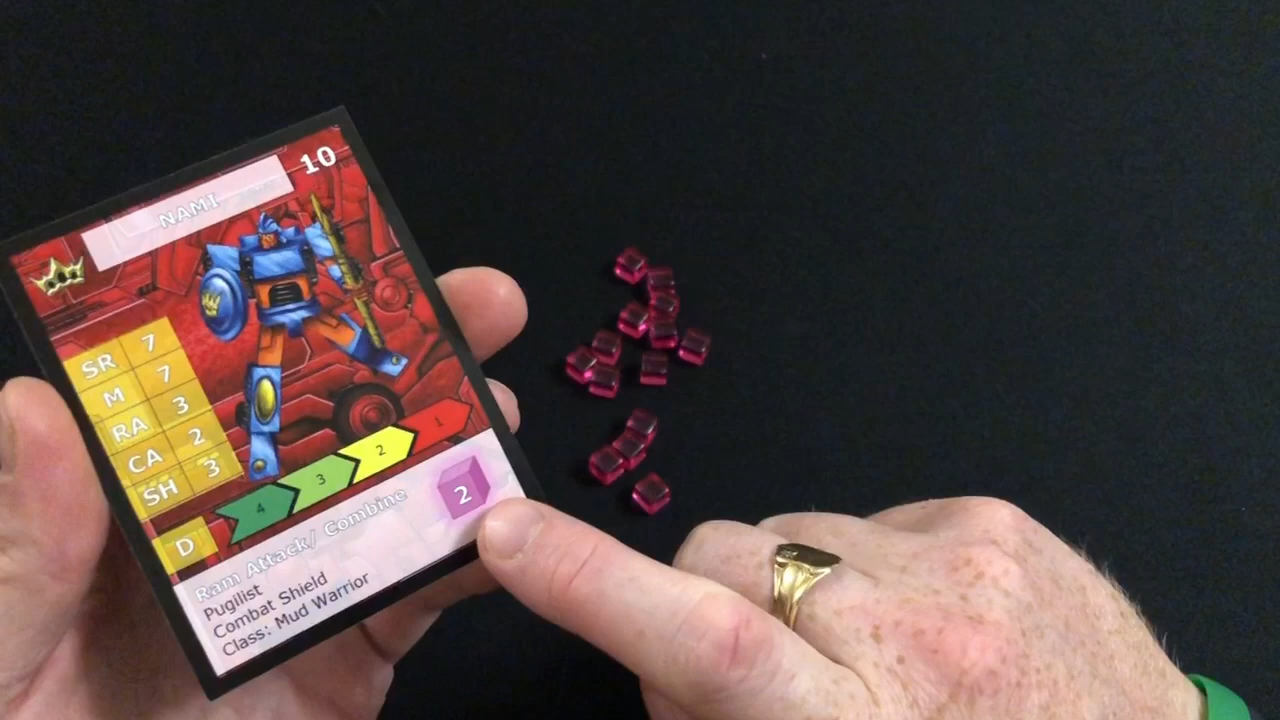 NAMI
10
SR 7
M 7
RA 3
CA 2
SH 3
D 4 3 2 1
Ram Attack/ Combine
2
Pugilist
Combat Shield
Class: Mud Warrior